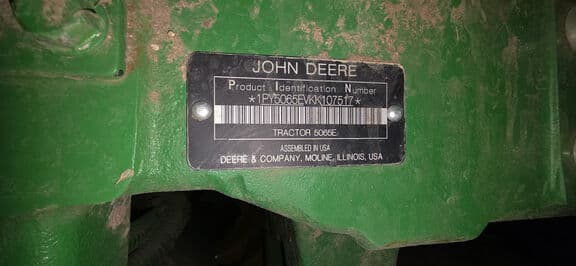 JOHN DEERE
Product Identification Number
*1PY5065EVKK107517*
TRACTOR 5065E
ASSEMBLED IN USA
DEERE & COMPANY, MOLINE, ILLINOIS, USA